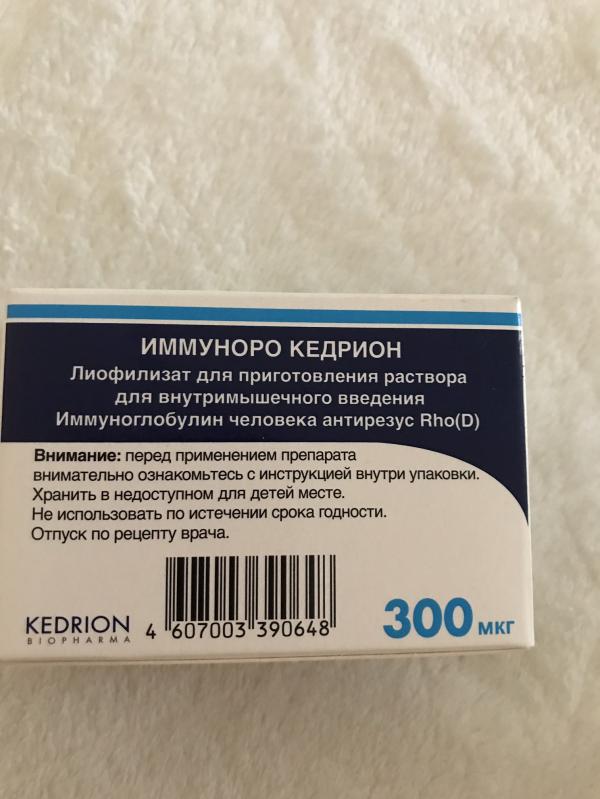 ИММУНОРО КЕДРИОН
Лиофилизат для приготовления раствора
для внутримышечного введения
Иммуноглобулин человека антирезус Rho(D)
Внимание: перед применением препарата
внимательно ознакомьтесь с инструкцией внутри упаковки.
Хранить в недоступном для детей месте.
Не использовать по истечении срока годности.
Отпуск по рецепту врача.
KEDRION
BIOPHARMA
4 607003 390648
300 мкг